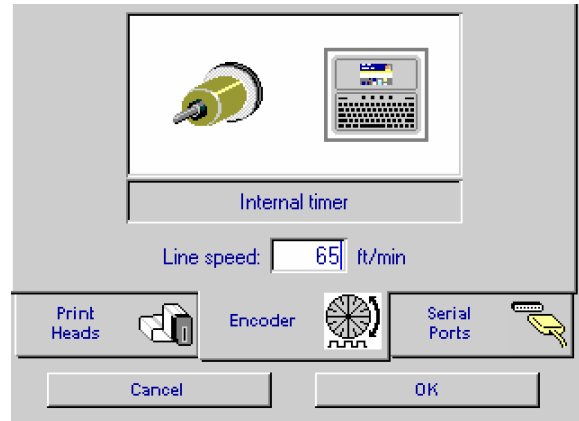 Internal timer
Line speed: 65 ft/min
Print
Heads
Encoder
Serial
Ports
Cancel
OK